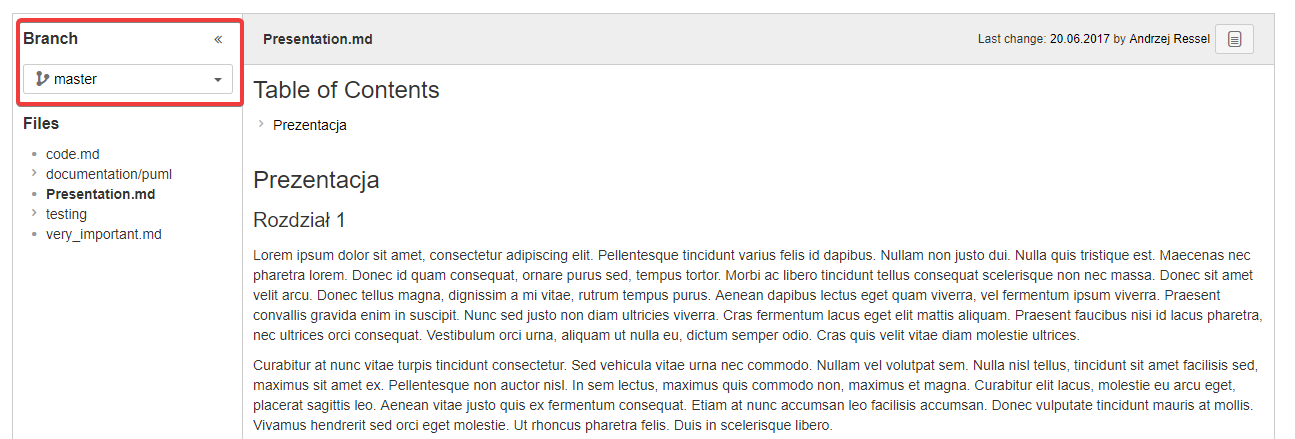 Branch «
master
Files
code.md
documentation/puml
Presentation.md
testing
very_important.md
Presentation.md
Last change: 20.06.2017 by Andrzej Ressel
Table of Contents
Prezentacja
Prezentacja
Rozdział 1
Lorem ipsum dolor sit amet, consectetur adipiscing elit. Pellentesque tincidunt varius felis id dapibus. Nullam non justo dui. Nulla quis tristique est. Maecenas nec
pharetra lorem. Donec id quam consequat, ornare purus sed, tempus tortor. Morbi ac libero tincidunt tellus consequat scelerisque non nec massa. Donec sit amet
velit arcu. Donec tellus magna, dignissim a mi vitae, rutrum tempus purus. Aenean dapibus lectus eget quam viverra, vel fermentum ipsum viverra. Praesent
convallis gravida enim in suscipit. Nunc sed justo non diam ultricies viverra. Cras fermentum lacus eget elit mattis aliquam. Praesent faucibus nisi id lacus pharetra,
nec ultrices orci consequat. Vestibulum orci urna, aliquam ut nulla eu, dictum semper odio. Cras quis velit vitae diam molestie ultrices.
Curabitur at nunc vitae turpis tincidunt consectetur. Sed vehicula vitae urna nec commodo. Nullam vel volutpat sem. Nulla nisl tellus, tincidunt sit amet facilisis sed,
maximus sit amet ex. Pellentesque non auctor nisl. In sem lectus, maximus quis commodo non, maximus et magna. Curabitur elit lacus, molestie eu arcu eget,
placerat sagittis leo. Aenean vitae justo quis ex fermentum consequat. Etiam at nunc accumsan leo facilisis accumsan. Donec vulputate tincidunt mauris at mollis.
Vivamus hendrerit sed orci eget molestie. Ut rhoncus pharetra felis. Duis in scelerisque libero.